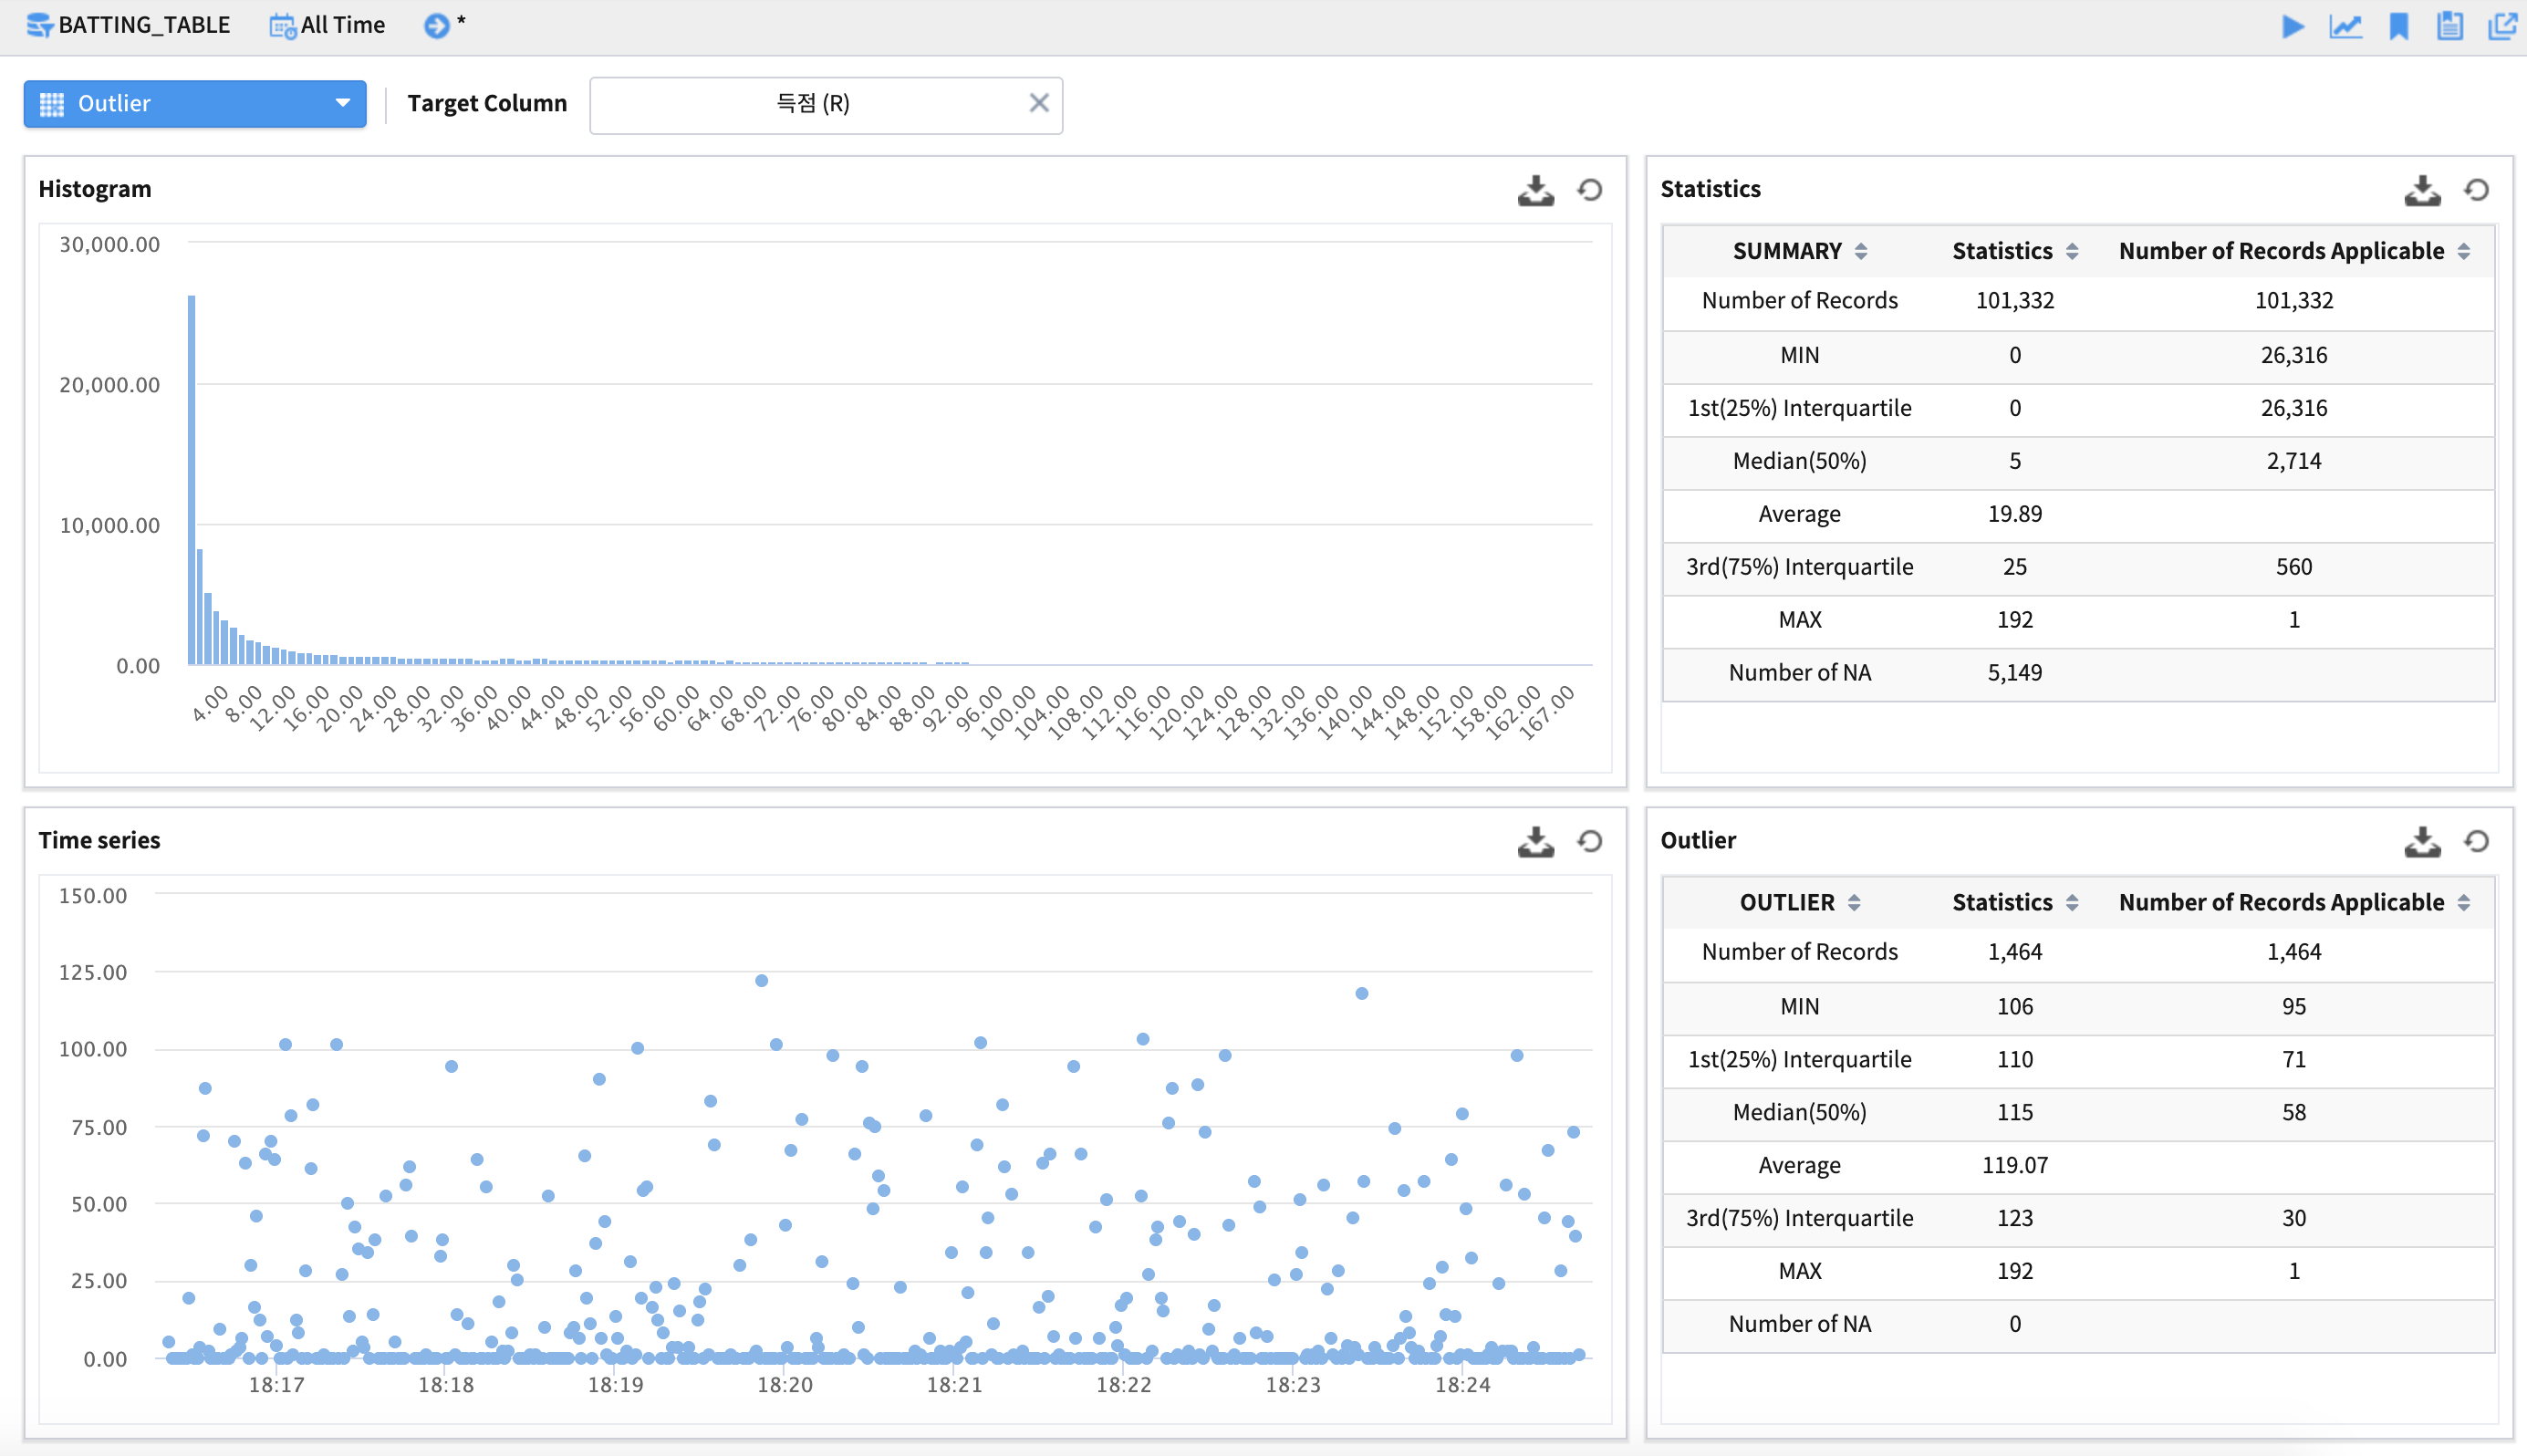 BATTING_TABLE All Time *
Outlier Target Column 득점 (R)
Histogram
30,000.00
20,000.00
10,000.00
0.00
4.00 8.00 12.00 16.00 20.00 24.00 28.00 32.00 36.00 40.00 44.00 48.00 52.00 56.00 60.00 64.00 68.00 72.00 76.00 80.00 84.00 88.00 92.00 96.00 100.00 104.00 108.00 112.00 116.00 120.00 124.00 128.00 132.00 136.00 140.00 144.00 148.00 152.00 158.00 162.00 167.00
Statistics
SUMMARY Statistics Number of Records Applicable
Number of Records 101,332 101,332
MIN 0 26,316
1st(25%) Interquartile 0 26,316
Median(50%) 5 2,714
Average 19.89
3rd(75%) Interquartile 25 560
MAX 192 1
Number of NA 5,149
Time series
150.00
125.00
100.00
75.00
50.00
25.00
0.00
18:17 18:18 18:19 18:20 18:21 18:22 18:23 18:24
Outlier
OUTLIER Statistics Number of Records Applicable
Number of Records 1,464 1,464
MIN 106 95
1st(25%) Interquartile 110 71
Median(50%) 115 58
Average 119.07
3rd(75%) Interquartile 123 30
MAX 192 1
Number of NA 0